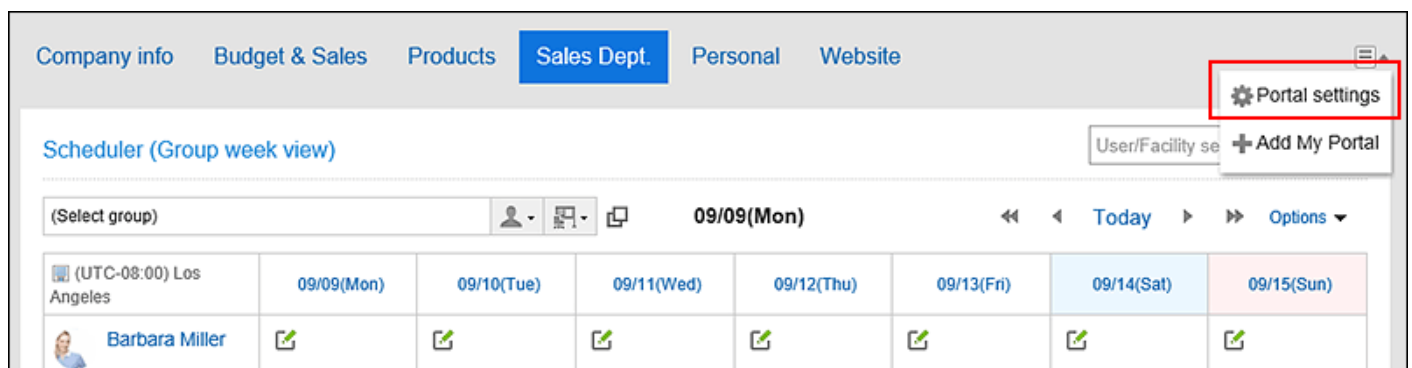 Company info Budget & Sales Products Sales Dept. Personal Website
Portal settings
Add My Portal
Scheduler (Group week view)
User/Facility se
(Select group) 09/09(Mon) Today Options
(UTC-08:00) Los
Angeles
09/09(Mon) 09/10(Tue) 09/11(Wed) 09/12(Thu) 09/13(Fri) 09/14(Sat) 09/15(Sun)
Barbara Miller